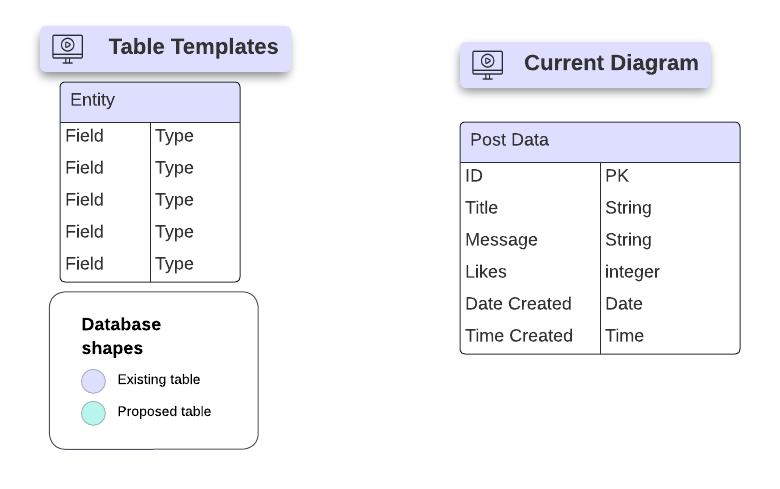 Table Templates
Entity
Field Type
Field Type
Field Type
Field Type
Field Type
Database
shapes
Existing table
Proposed table
Current Diagram
Post Data
ID PK
Title String
Message String
Likes integer
Date Created Date
Time Created Time